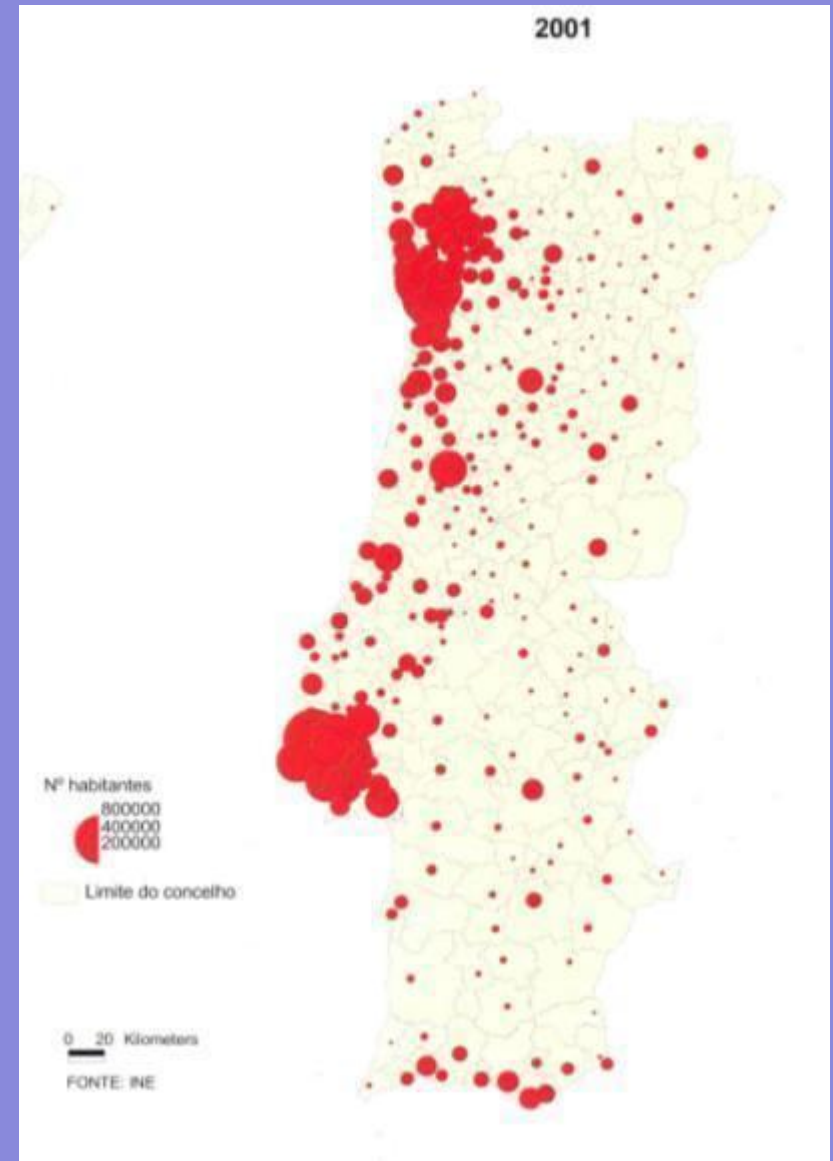 2001
Nº habitantes
800000
400000
200000
Limite do concelho
0 20 Kilometers
FONTE: INE